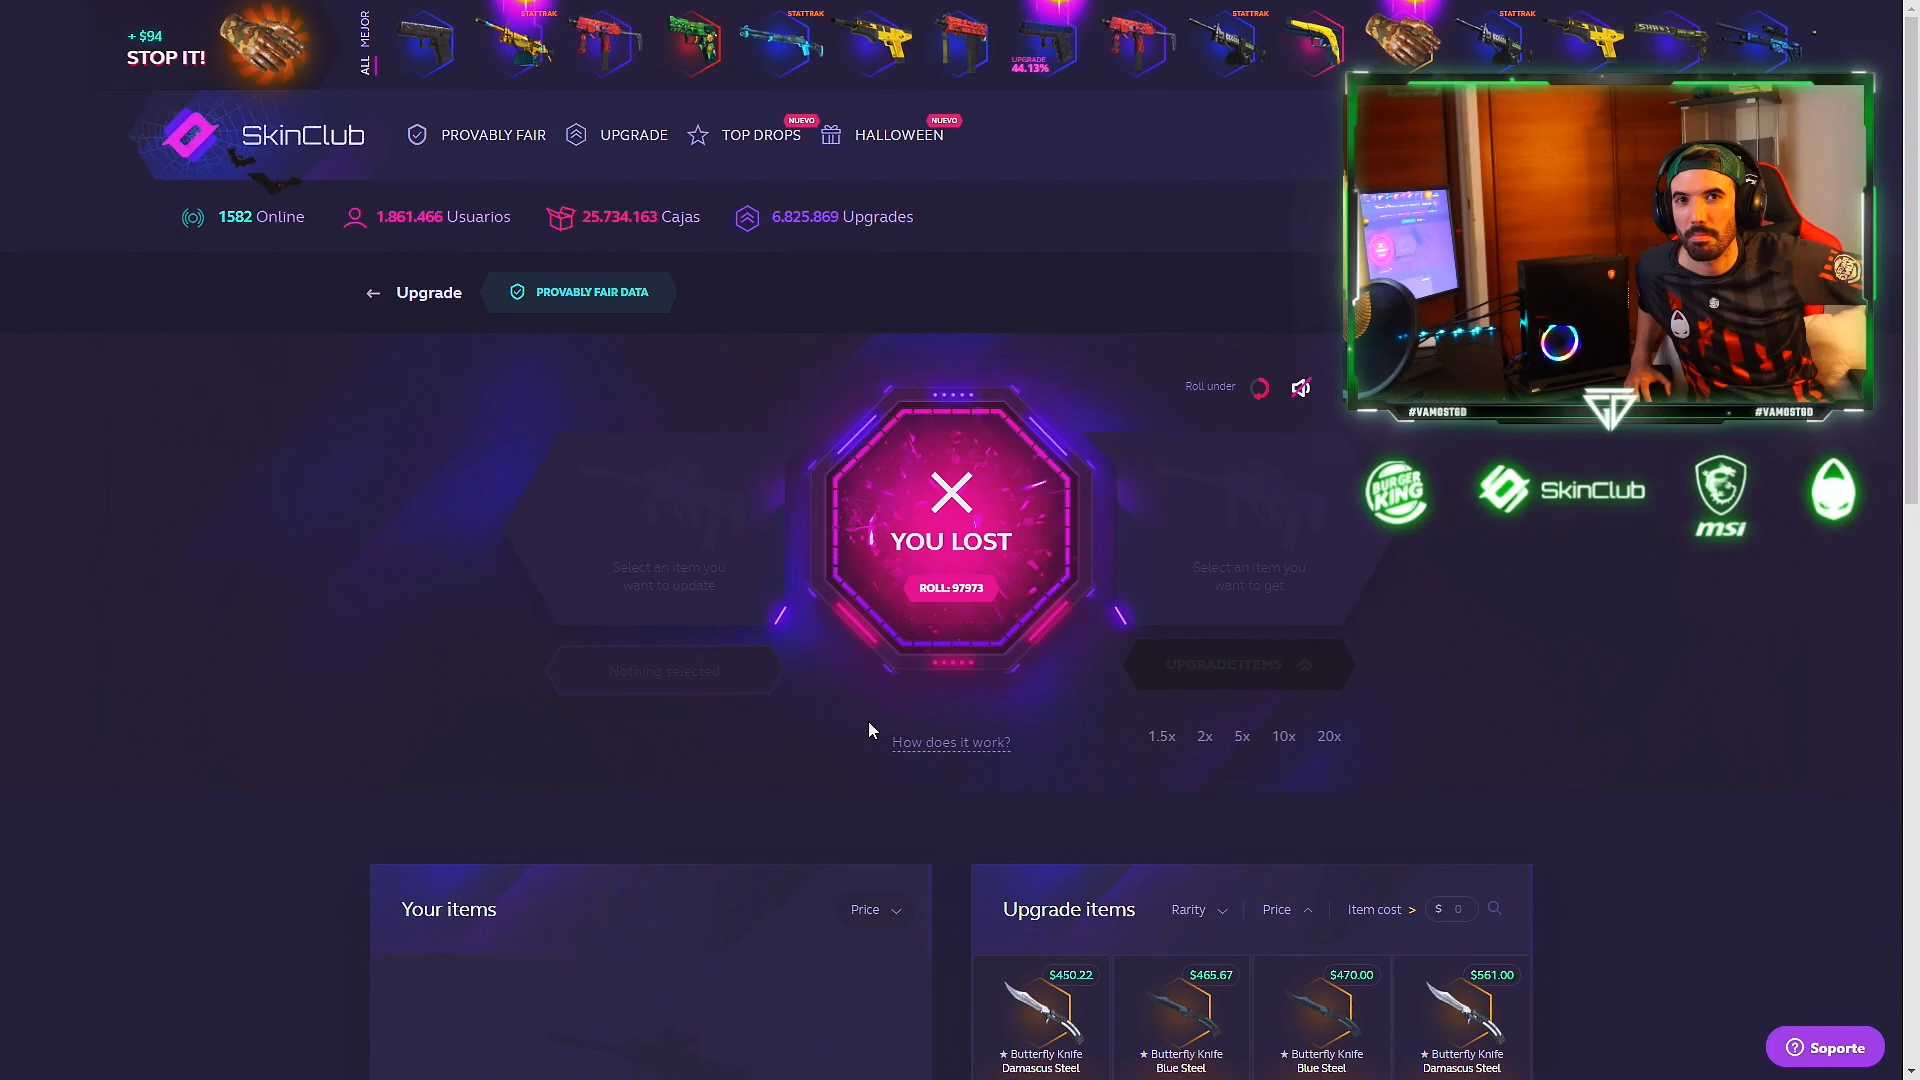 + $94
STOP IT!
ALL MEJOR
STATTRAK
STATTRAK
UPGRADE
44.13%
STATTRAK
STATTRAK
SkinCLub
PROVABLY FAIR
UPGRADE
TOP DROPS
NUEVO
HALLOWEEN
NUEVO
1582 Online
1.861.466 Usuarios
25.734.163 Cajas
6.825.869 Upgrades
Upgrade
PROVABLY FAIR DATA
Roll under
#VAMOSTGD
#VAMOSTGD
BURGER
KING
SkinCLub
msi
YOU LOST
ROLL: 97973
Select an item you
want to update
Select an item you
want to get
Nothing selected
UPGRADE ITEMS
How does it work?
1.5x 2x 5x 10x 20x
Your items
Price
Upgrade items
Rarity
Price
Item cost >
$ 0
$450.22
★ Butterfly Knife
Damascus Steel
$465.67
★ Butterfly Knife
Blue Steel
$470.00
★ Butterfly Knife
Blue Steel
$561.00
★ Butterfly Knife
Damascus Steel
Soporte